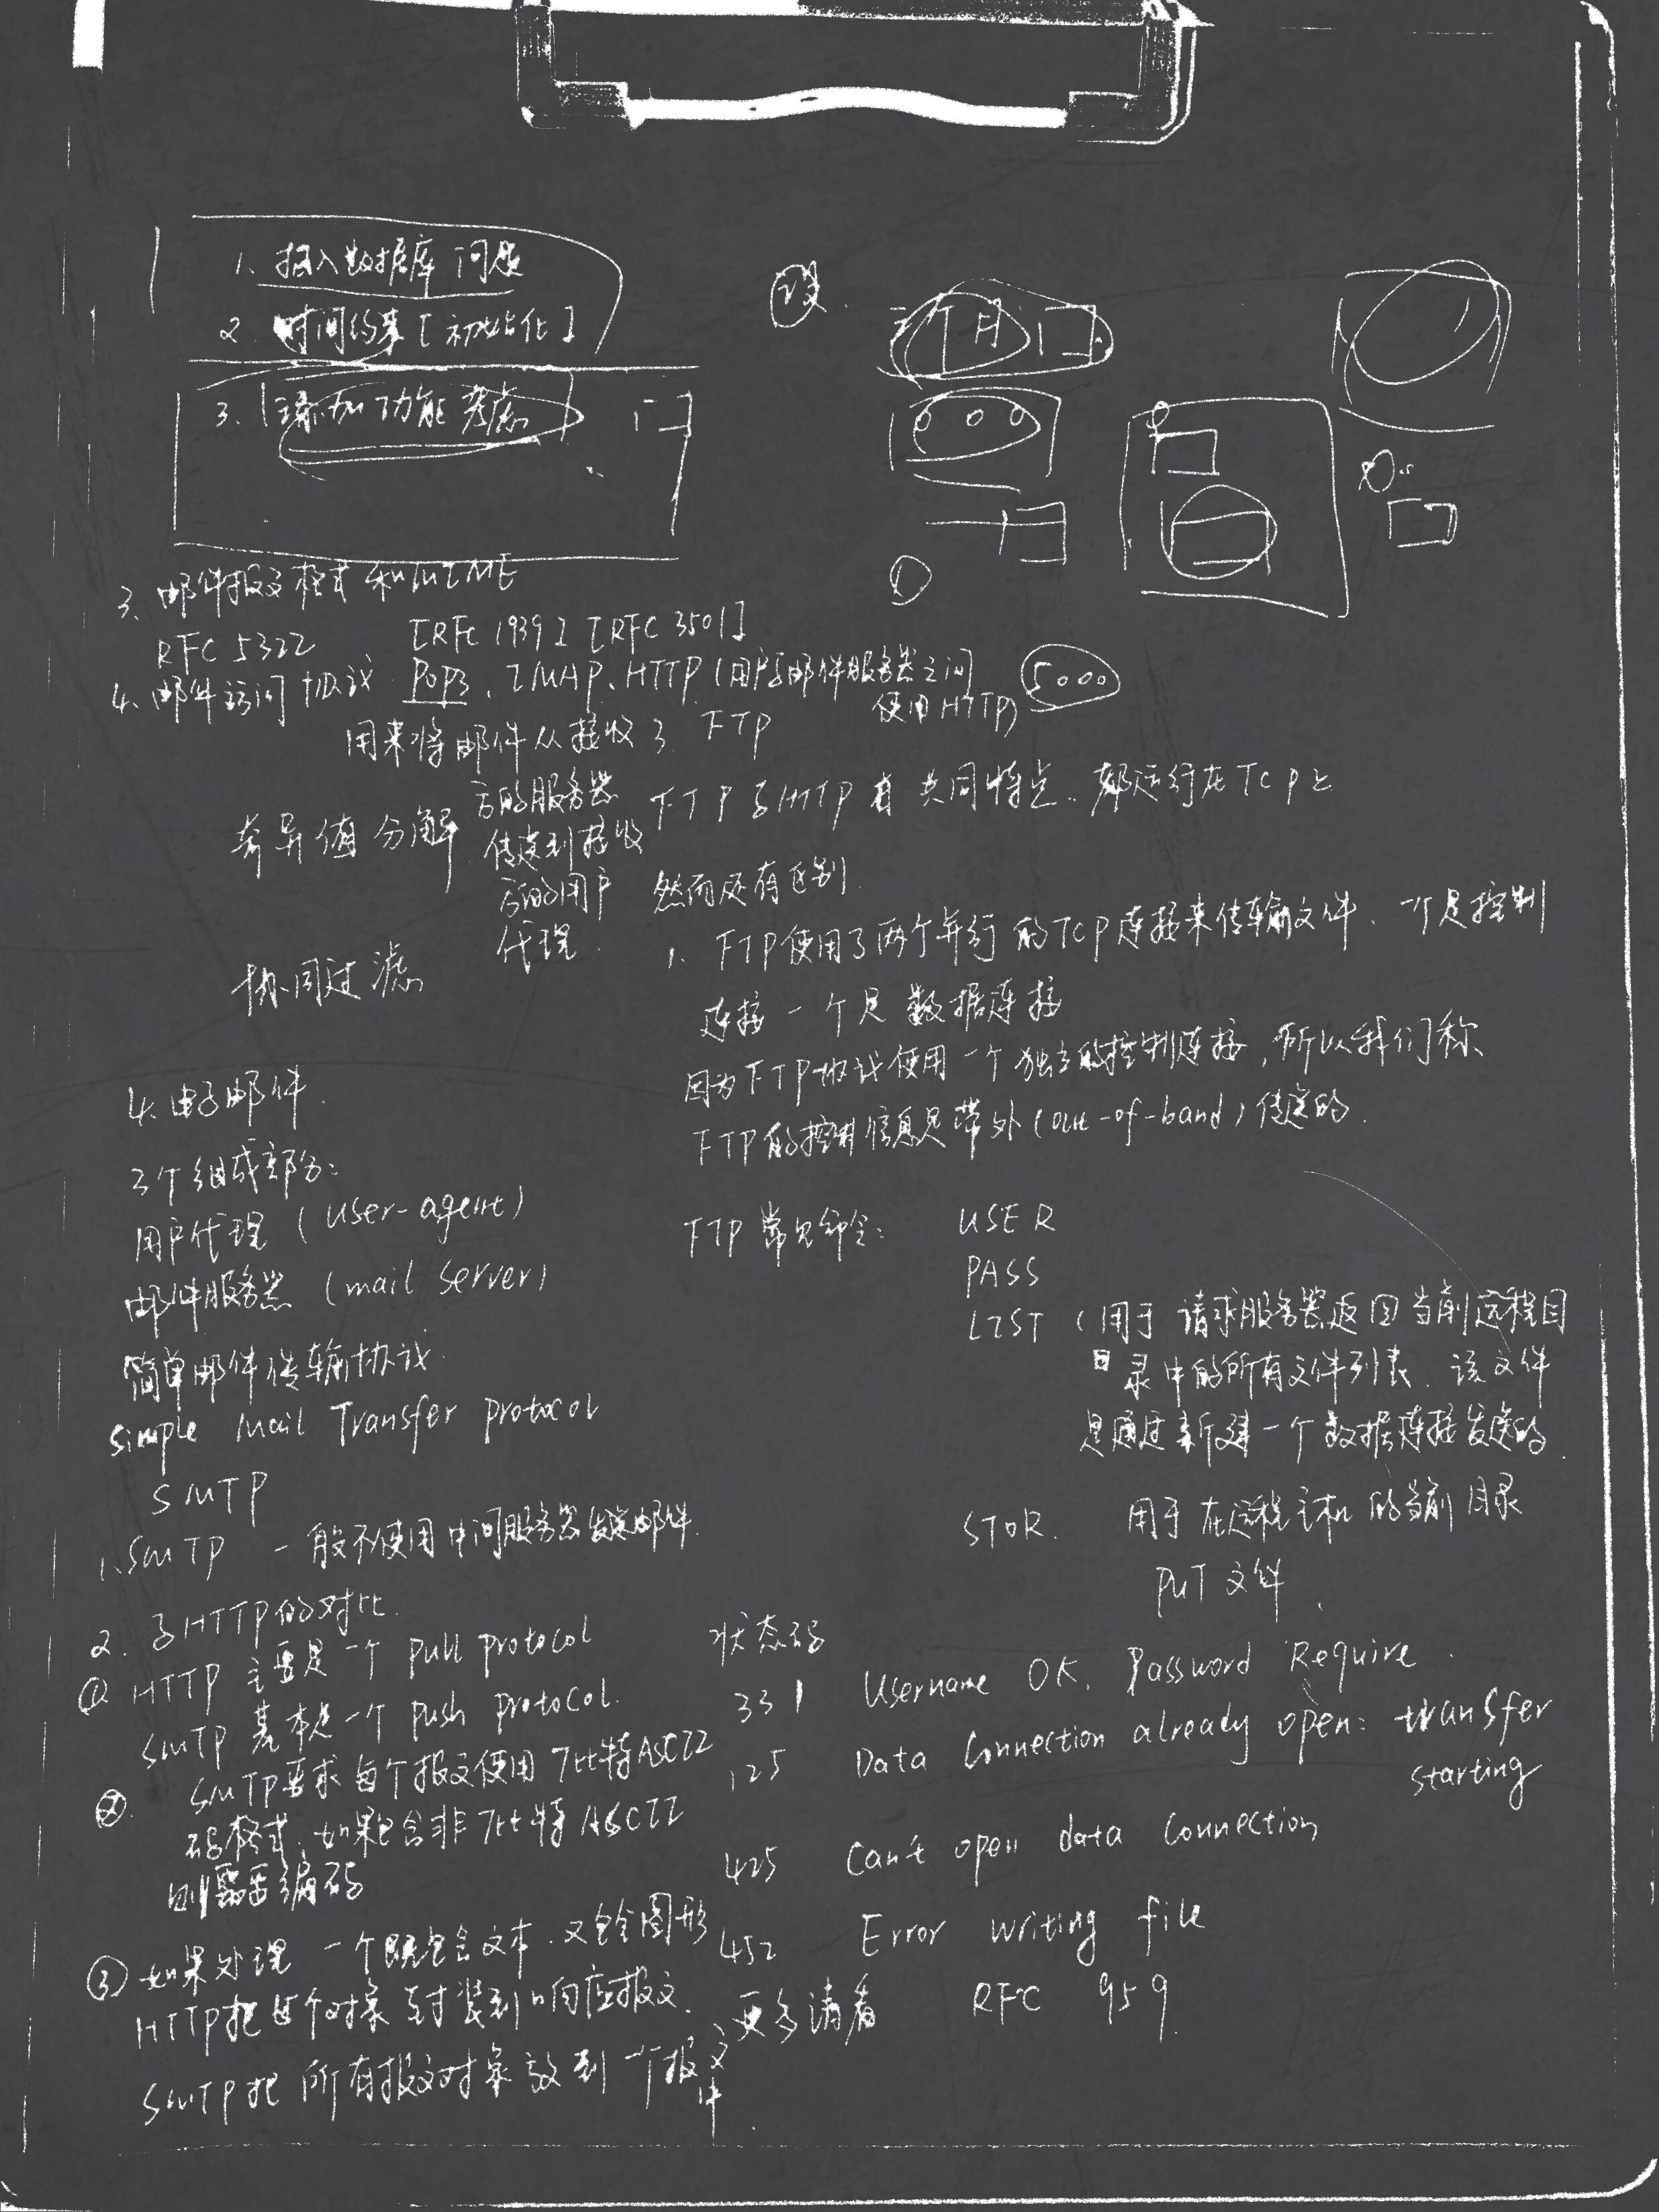 1、插入数据库问题
2、时间约束[初始化]
3、添加功能考虑
3、邮件报文格式和MIME
RFC 5322
[RFC 1939] [RFC 3501]
4、邮件访问协议 POP3、IMAP、HTTP(用户与邮件服务器之间
使用HTTP)
5000
用来将邮件从接收
方的服务器
传送到接收
方的用户
代理.
奇异值分解
协同过滤
4、电子邮件.
3个组成部分:
用户代理 (user-agent)
邮件服务器 (mail server)
简单邮件传输协议.
Simple Mail Transfer protocol
SMTP
1、SMTP 一般不使用中间服务器发送邮件.
2. 与HTTP的对比.
① HTTP 主要是一个 pull protocol
SMTP 基本是一个 push protocol.
②. SMTP要求每个报文使用7比特ASCII
码格式.如果包含非7比特ASCII
则需要编码
③如果处理一个既包含文本.又包含图形
HTTP把每个对象封装到响应报文.
SMTP把所有报文对象放到一个报文
中.
3. FTP
FTP与HTTP有共同特点.都运行在TCP上
然而还有区别.
1. FTP使用了两个并行的TCP连接来传输文件、一个是控制
连接一个是数据连接
因为FTP协议使用一个独立的控制连接,所以我们称
FTP的控制信息是带外(out-of-band)传送的.
FTP常见命令: USER
PASS
LIST (用于请求服务器返回当前远程目
录中的所有文件列表.该文件
是通过新建一个数据连接发送的.
STOR. 用于在远程主机的当前目录
PUT文件.
状态码
331 Username OK. Password Require.
125 Data Connection already open: transfer
starting
425 Can't open data Connection
452 Error writing file
更多请看 RFC 959.